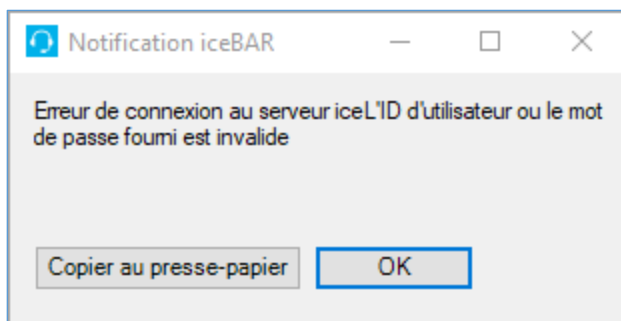 Notification iceBAR
Erreur de connexion au serveur iceL'ID d'utilisateur ou le mot
de passe fourni est invalide
Copier au presse-papier
OK